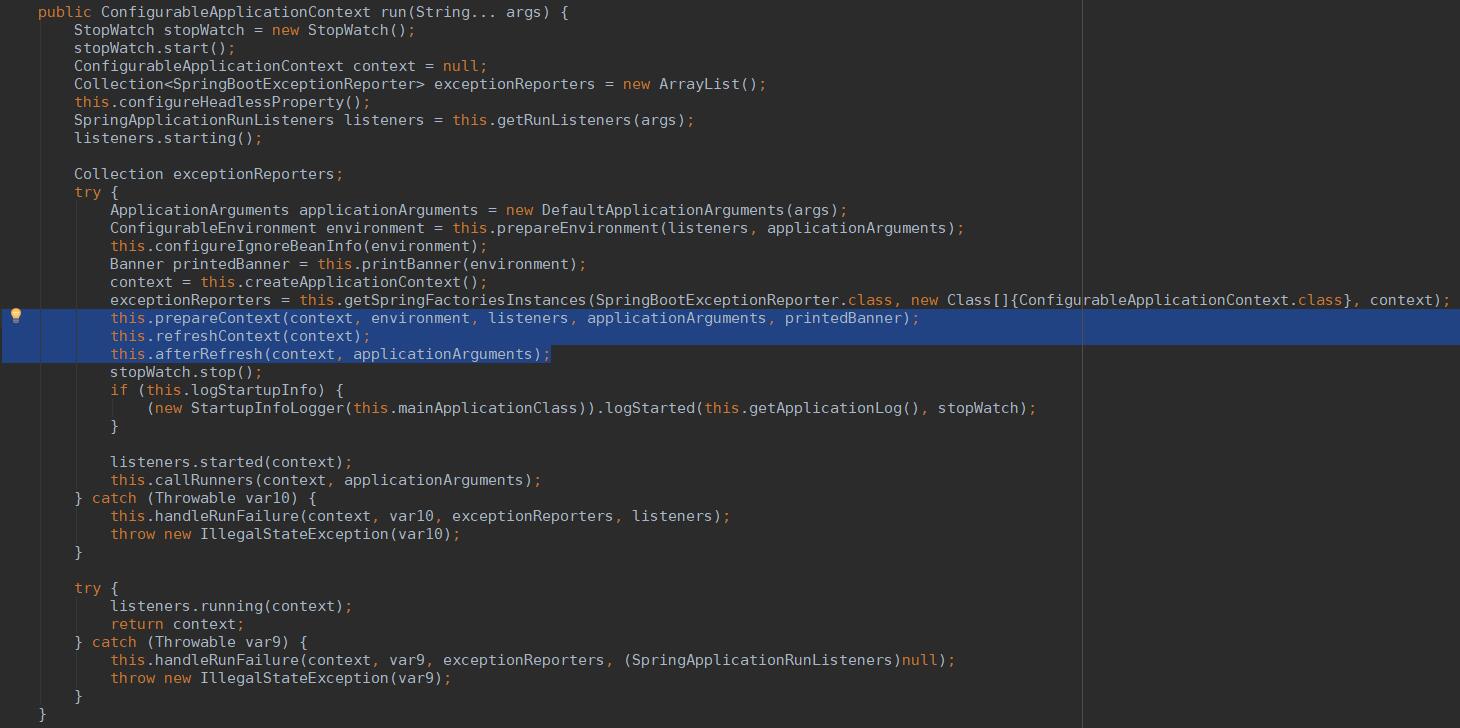 public ConfigurableApplicationContext run(String... args) {
StopWatch stopWatch = new StopWatch();
stopWatch.start();
ConfigurableApplicationContext context = null;
Collection<SpringBootExceptionReporter> exceptionReporters = new ArrayList();
this.configureHeadlessProperty();
SpringApplicationRunListeners listeners = this.getRunListeners(args);
listeners.starting();
Collection exceptionReporters;
try {
ApplicationArguments applicationArguments = new DefaultApplicationArguments(args);
ConfigurableEnvironment environment = this.prepareEnvironment(listeners, applicationArguments);
this.configureIgnoreBeanInfo(environment);
Banner printedBanner = this.printBanner(environment);
context = this.createApplicationContext();
exceptionReporters = this.getSpringFactoriesInstances(SpringBootExceptionReporter.class, new Class[]{ConfigurableApplicationContext.class}, context);
this.prepareContext(context, environment, listeners, applicationArguments, printedBanner);
this.refreshContext(context);
this.afterRefresh(context, applicationArguments);
stopWatch.stop();
if (this.logStartupInfo) {
(new StartupInfoLogger(this.mainApplicationClass)).logStarted(this.getApplicationLog(), stopWatch);
}
listeners.started(context);
this.callRunners(context, applicationArguments);
} catch (Throwable var10) {
this.handleRunFailure(context, var10, exceptionReporters, listeners);
throw new IllegalStateException(var10);
}
try {
listeners.running(context);
return context;
} catch (Throwable var9) {
this.handleRunFailure(context, var9, exceptionReporters, (SpringApplicationRunListeners)null);
throw new IllegalStateException(var9);
}
}